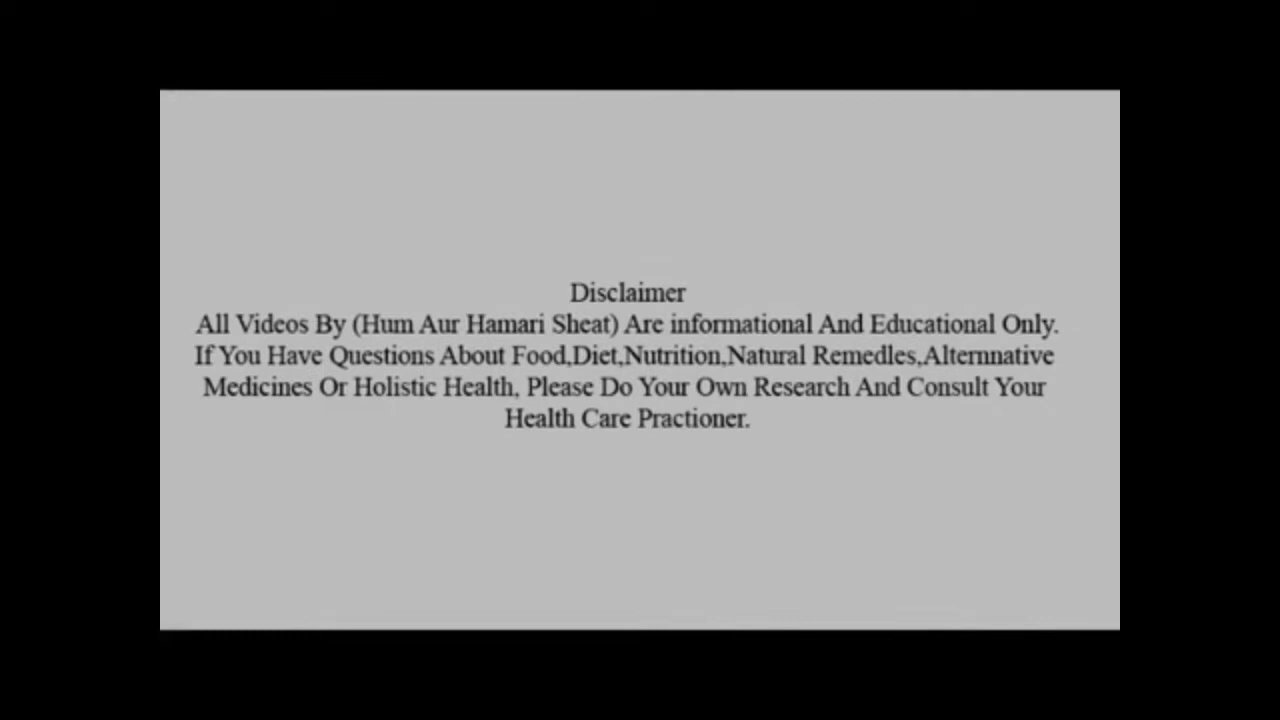 Disclaimer
All Videos By (Hum Aur Hamari Sheat) Are informational And Educational Only.
If You Have Questions About Food,Diet,Nutrition,Natural Remedles,Alternnative
Medicines Or Holistic Health, Please Do Your Own Research And Consult Your
Health Care Practioner.